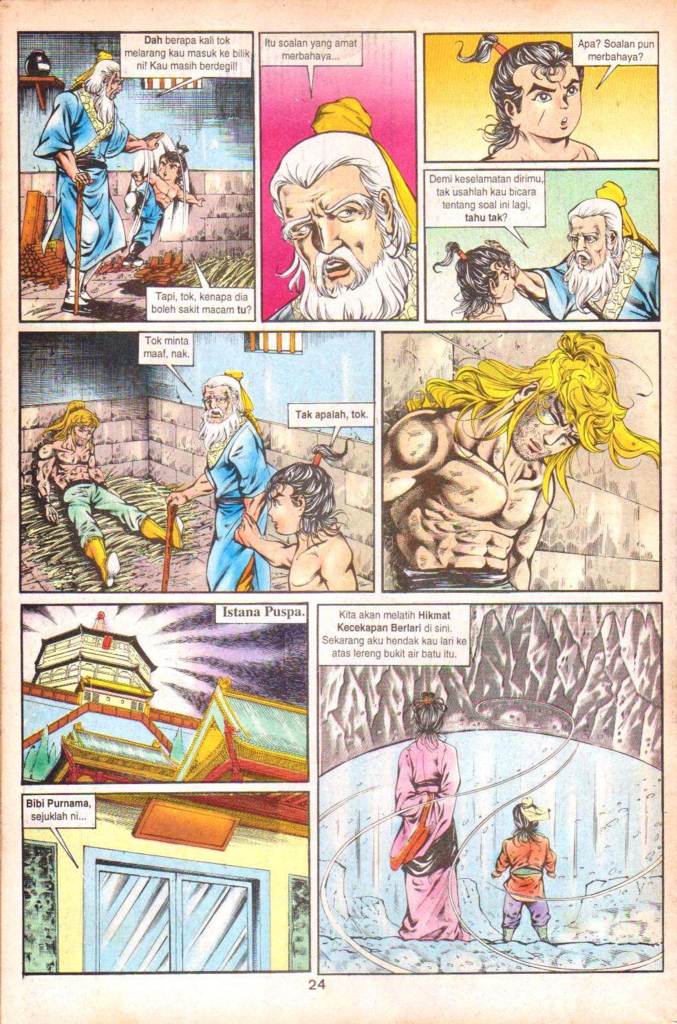 Dah berapa kali tok
melarang kau masuk ke bilik
ni! Kau masih berdegil!
Tapi, tok, kenapa dia
boleh sakit macam tu?
Itu soalan yang amat
merbahaya...
Apa? Soalan pun
merbahaya?
Demi keselamatan dirimu,
tak usahlah kau bicara
tentang soal ini lagi,
tahu tak?
Tok minta
maaf, nak.
Tak apalah, tok.
Istana Puspa.
Bibi Purnama,
sejuklah ni...
Kita akan melatih Hikmat
Kecekapan Berlari di sini.
Sekarang aku hendak kau lari ke
atas lereng bukit air batu itu.
24